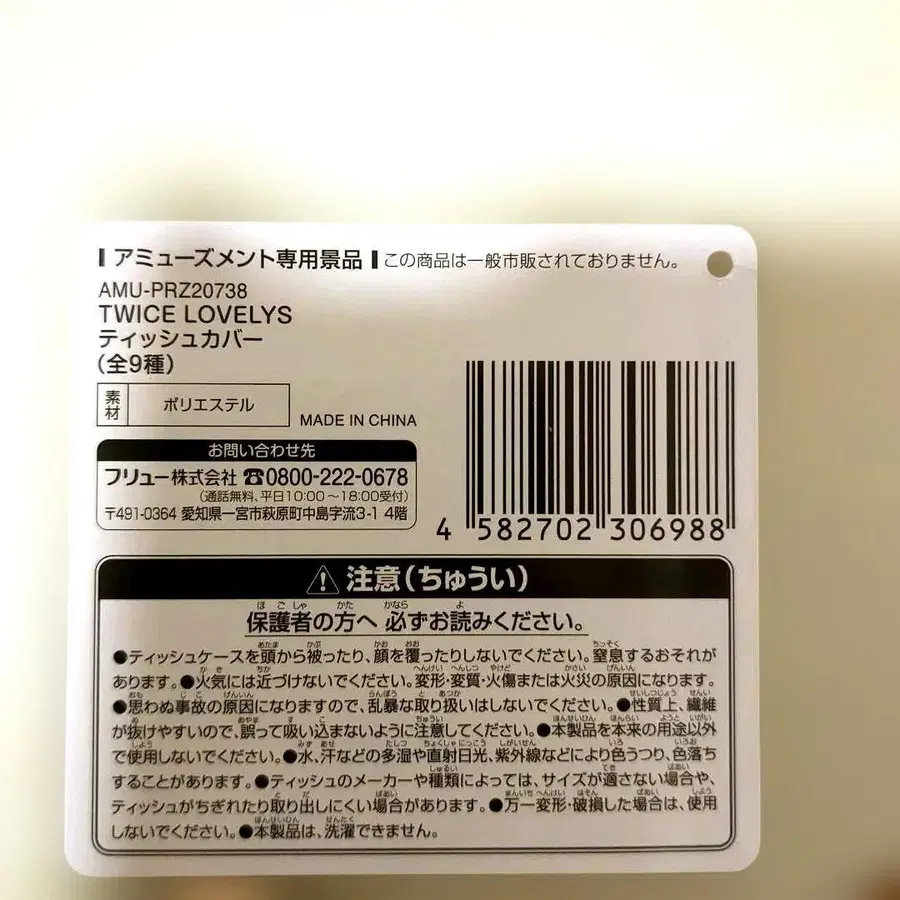 アミューズメント専用景品 この商品は一般市販されておりません。
AMU-PRZ20738
TWICE LOVELYS
ティッシュカバー
(全9種)
素材 ポリエステル
MADE IN CHINA
お問い合わせ先
フリュー株式会社 ☎0800-222-0678
(通話無料、平日10:00～18:00受付)
〒491-0364 愛知県一宮市萩原町中島字流3-1 4階
4 582702 306988
⚠ 注意(ちゅうい)
保護者の方へ 必ずお読みください。
●ティッシュケースを頭から被ったり、顔を覆ったりしないでください。窒息するおそれが
あります。●火気には近づけないでください。変形・変質・火傷または火災の原因になります。
●思わぬ事故の原因になりますので、乱暴な取り扱いはしないでください。●性質上、繊維
が抜けやすいので、誤って吸い込まないように注意してください。●本製品を本来の用途以外
で使用しないでください。●水、汗などの多湿や直射日光、紫外線などにより色うつり、色落ち
することがあります。●ティッシュのメーカーや種類によっては、サイズが適さない場合や、
ティッシュがちぎれたり取り出しにくい場合があります。●万一変形・破損した場合は、使用
しないでください。●本製品は、洗濯できません。